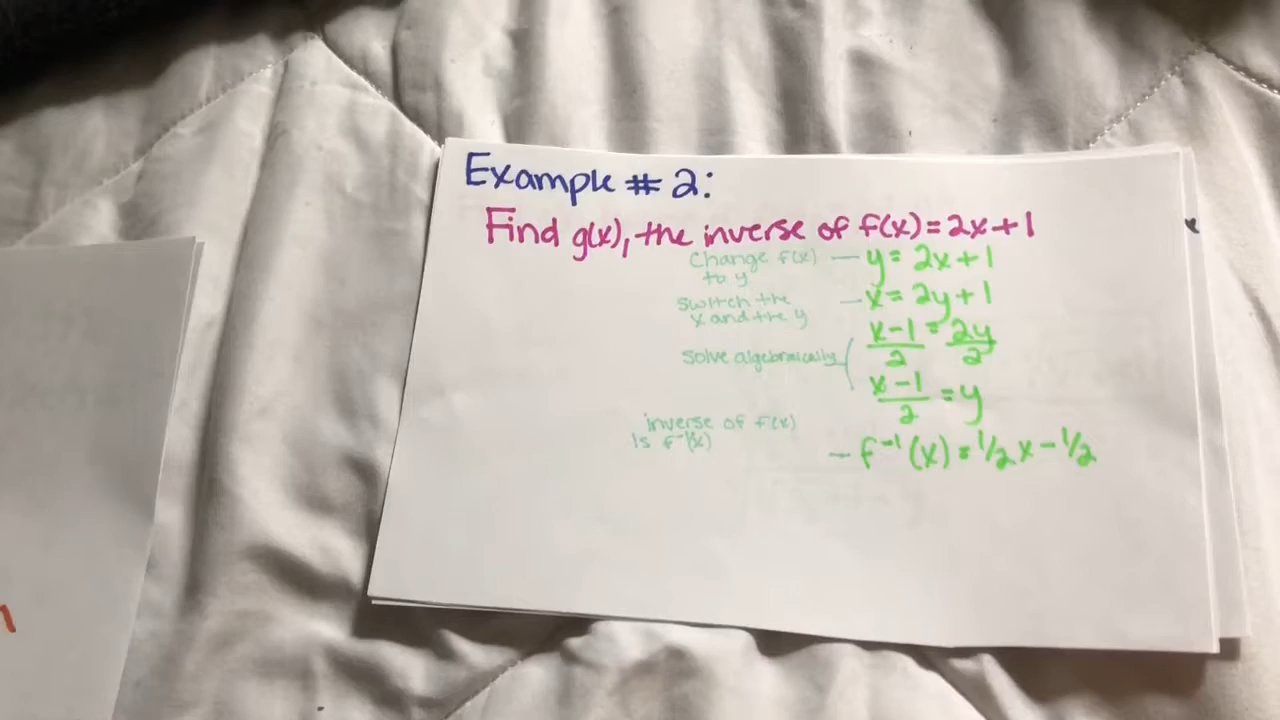 Example # 2:
Find g(x), the inverse of f(x)=2x+1
Change f(x) to y — y = 2x+1
switch the x and the y — x = 2y+1
solve algebraically x-1/2 = 2y/2
x-1/2 = y
inverse of f(x) is f⁻¹(x) — f⁻¹(x) = 1/2x - 1/2